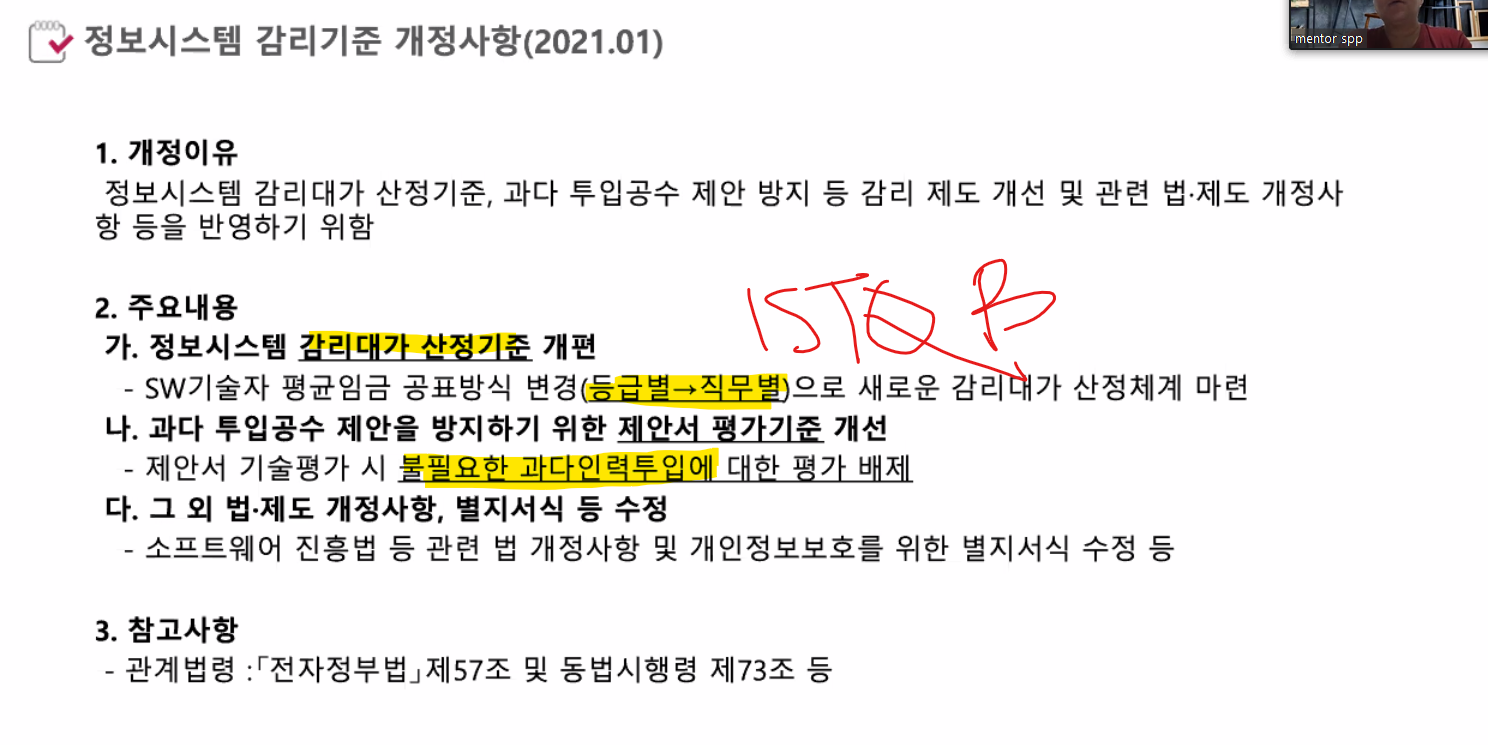 정보시스템 감리기준 개정사항(2021.01)
mentor spp
1. 개정이유
정보시스템 감리대가 산정기준, 과다 투입공수 제안 방지 등 감리 제도 개선 및 관련 법·제도 개정사
항 등을 반영하기 위함
ISTQB
2. 주요내용
가. 정보시스템 감리대가 산정기준 개편
- SW기술자 평균임금 공표방식 변경(등급별→직무별)으로 새로운 감리대가 산정체계 마련
나. 과다 투입공수 제안을 방지하기 위한 제안서 평가기준 개선
- 제안서 기술평가 시 불필요한 과다인력투입에 대한 평가 배제
다. 그 외 법·제도 개정사항, 별지서식 등 수정
- 소프트웨어 진흥법 등 관련 법 개정사항 및 개인정보보호를 위한 별지서식 수정 등
3. 참고사항
- 관계법령 :「전자정부법」제57조 및 동법시행령 제73조 등